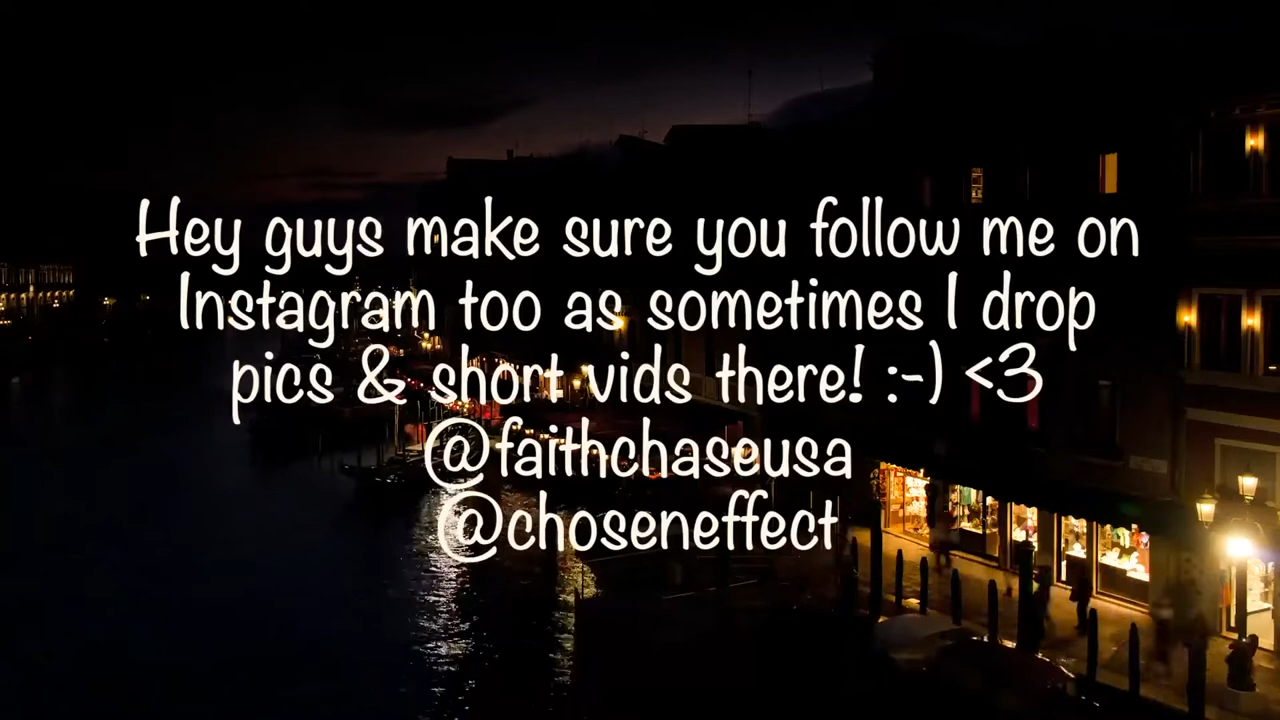 Hey guys make sure you follow me on
Instagram too as sometimes I drop
pics & short vids there! :-) <3
@faithchaseusa
@choseneffect